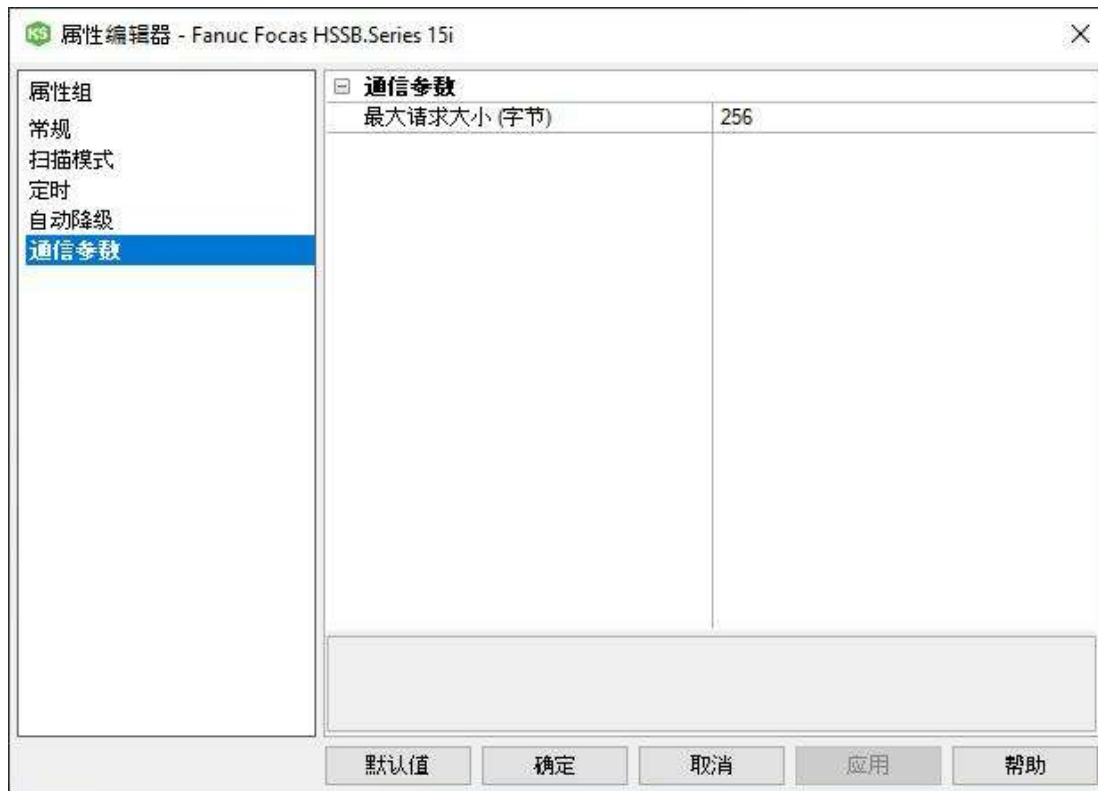 KS 属性编辑器 - Fanuc Focas HSSB.Series 15i
属性组
常规
扫描模式
定时
自动降级
通信参数
通信参数
最大请求大小 (字节) 256
默认值 确定 取消 应用 帮助